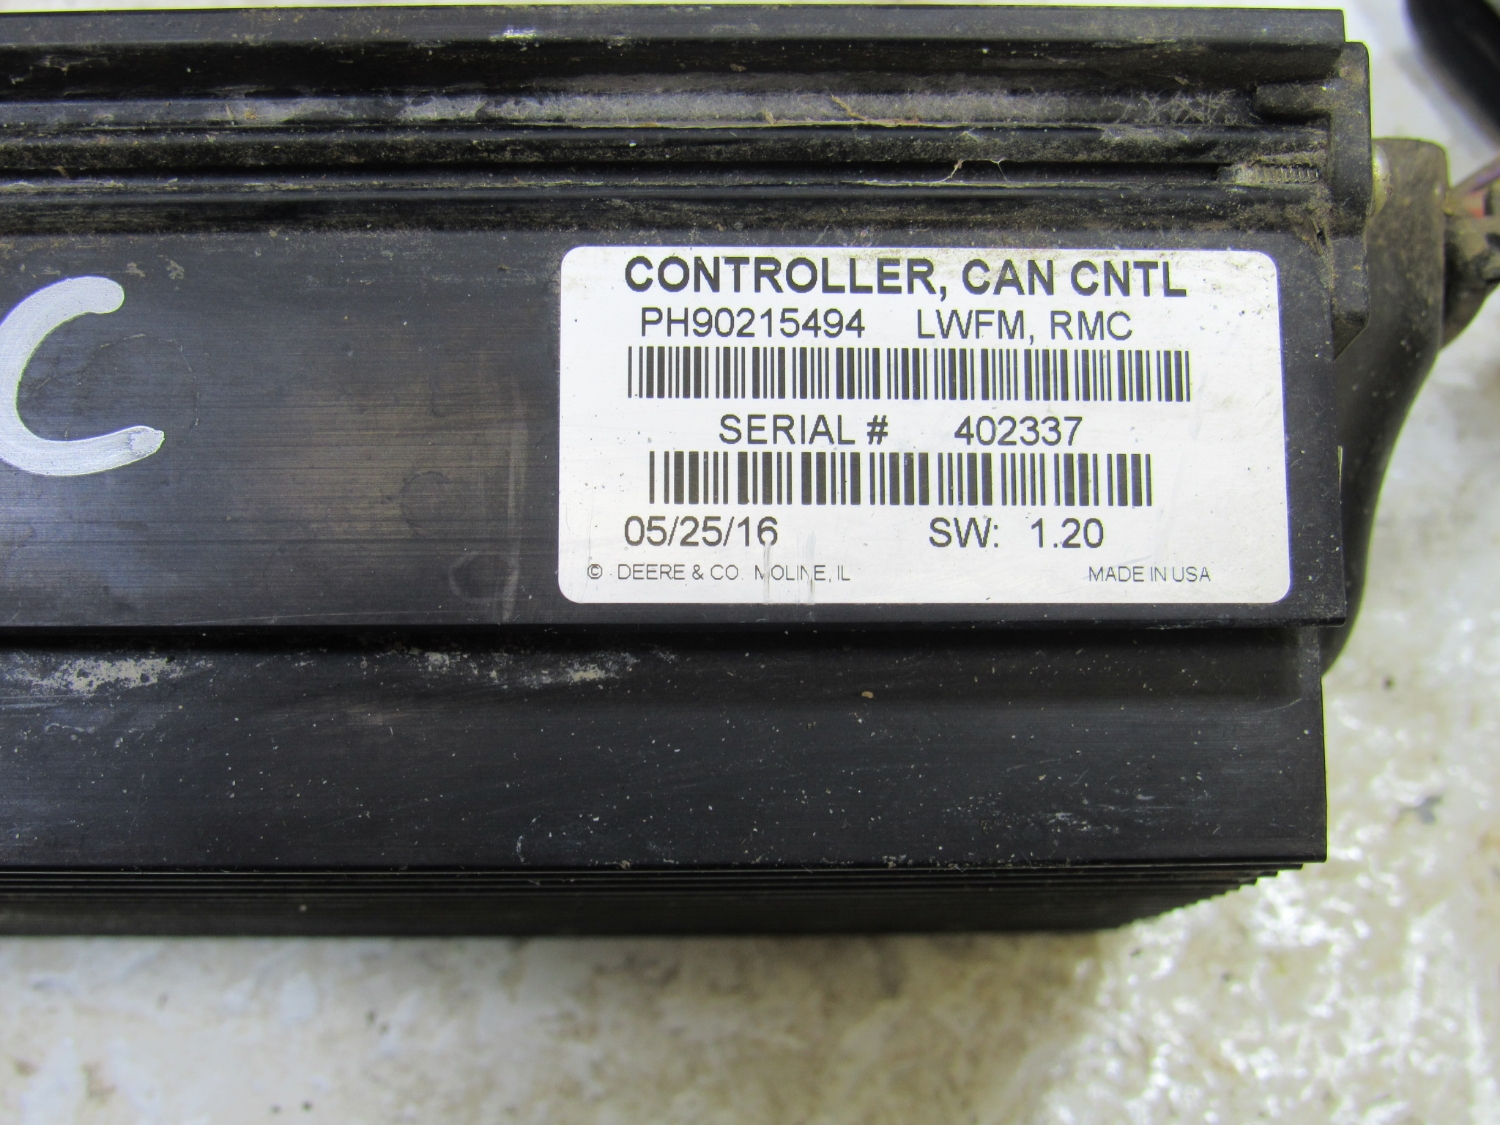 CONTROLLER, CAN CNTL
PH90215494 LWFM, RMC
SERIAL # 402337
05/25/16 SW: 1.20
© DEERE & CO. MOLINE, IL MADE IN USA
C